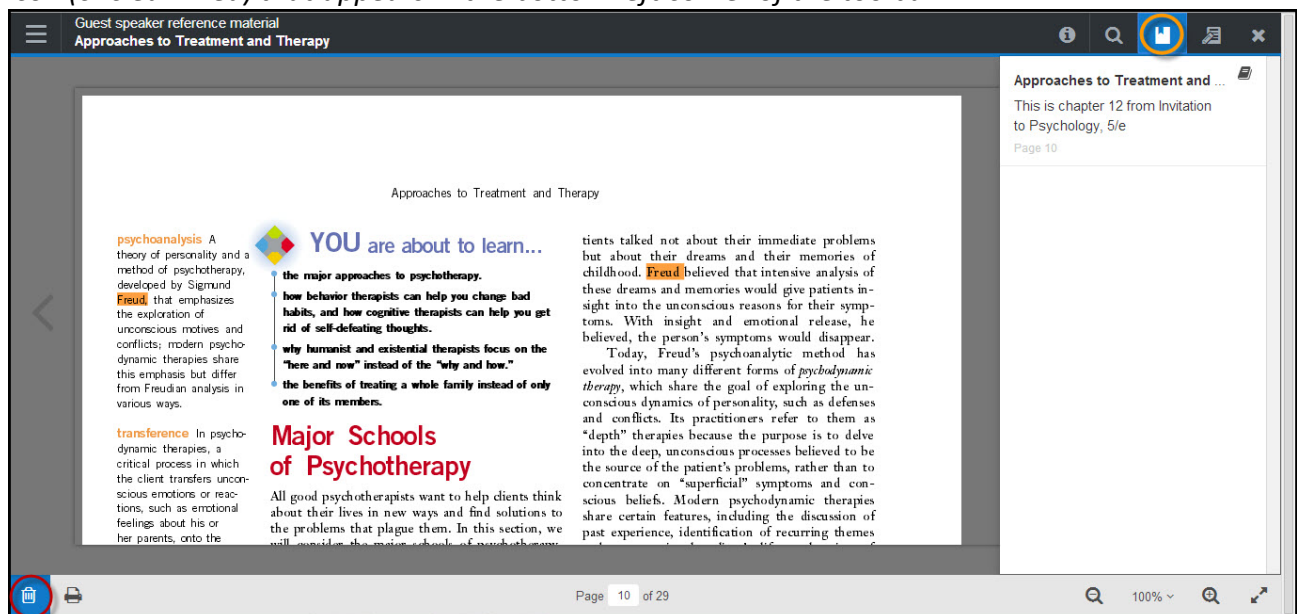 Guest speaker reference material
Approaches to Treatment and Therapy
Approaches to Treatment and ...
This is chapter 12 from Invitation
to Psychology, 5/e
Page 10
Approaches to Treatment and Therapy
psychoanalysis A
theory of personality and a
method of psychotherapy,
developed by Sigmund
Freud, that emphasizes
the exploration of
unconscious motives and
conflicts; modern psycho-
dynamic therapies share
this emphasis but differ
from Freudian analysis in
various ways.
transference In psycho-
dynamic therapies, a
critical process in which
the client transfers uncon-
scious emotions or reac-
tions, such as emotional
feelings about his or
her parents, onto the
YOU are about to learn...
the major approaches to psychotherapy.
how behavior therapists can help you change bad
habits, and how cognitive therapists can help you get
rid of self-defeating thoughts.
why humanist and existential therapists focus on the
"here and now" instead of the "why and how."
the benefits of treating a whole family instead of only
one of its members.
Major Schools
of Psychotherapy
All good psychotherapists want to help clients think
about their lives in new ways and find solutions to
the problems that plague them. In this section, we
will consider the major schools of psychotherapy.
tients talked not about their immediate problems
but about their dreams and their memories of
childhood. Freud believed that intensive analysis of
these dreams and memories would give patients in-
sight into the unconscious reasons for their symp-
toms. With insight and emotional release, he
believed, the person's symptoms would disappear.
Today, Freud's psychoanalytic method has
evolved into many different forms of psychodynamic
therapy, which share the goal of exploring the un-
conscious dynamics of personality, such as defenses
and conflicts. Its practitioners refer to them as
"depth" therapies because the purpose is to delve
into the deep, unconscious processes believed to be
the source of the patient's problems, rather than to
concentrate on "superficial" symptoms and con-
scious beliefs. Modern psychodynamic therapies
share certain features, including the discussion of
past experience, identification of recurring themes
Page 10 of 29
100%